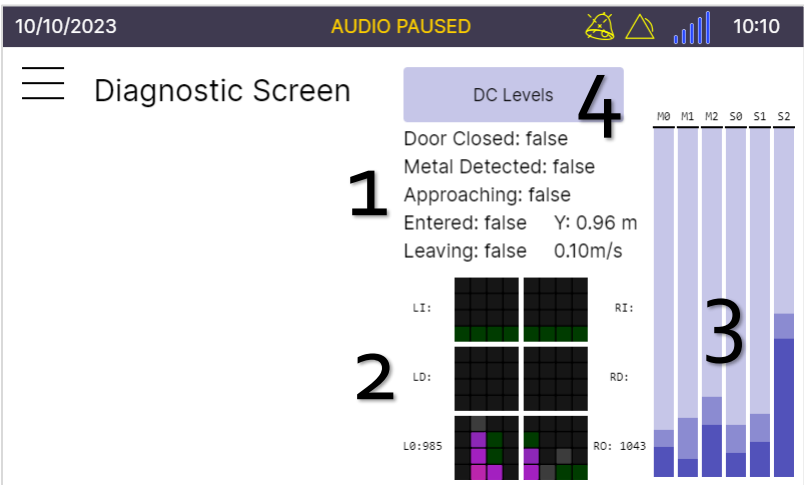 10/10/2023 AUDIO PAUSED 10:10
Diagnostic Screen
DC Levels
4
Door Closed: false
Metal Detected: false
Approaching: false
Entered: false Y: 0.96 m
Leaving: false 0.10m/s
1
M0 M1 M2 S0 S1 S2
LI: RI:
2
LD: RD:
L0:985 RO: 1043
3